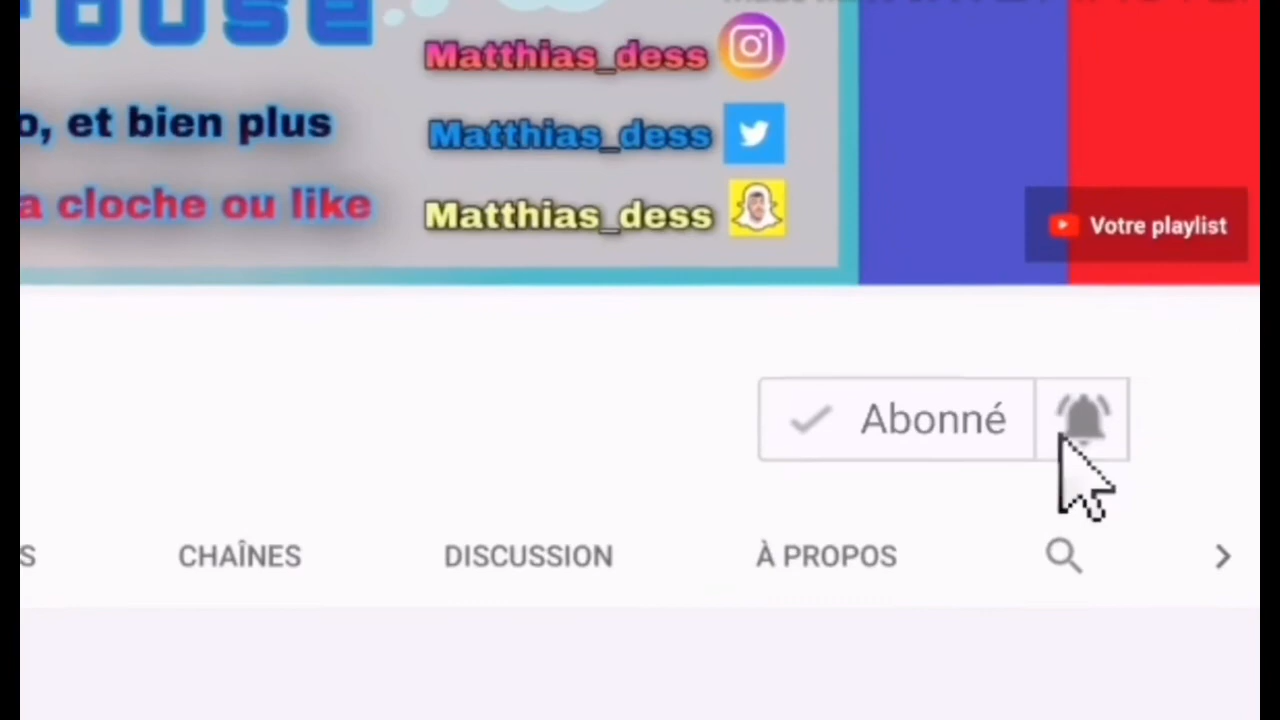 Matthias_dess
o, et bien plus
Matthias_dess
a cloche ou like
Matthias_dess
Votre playlist
Abonné
S
CHAÎNES
DISCUSSION
À PROPOS